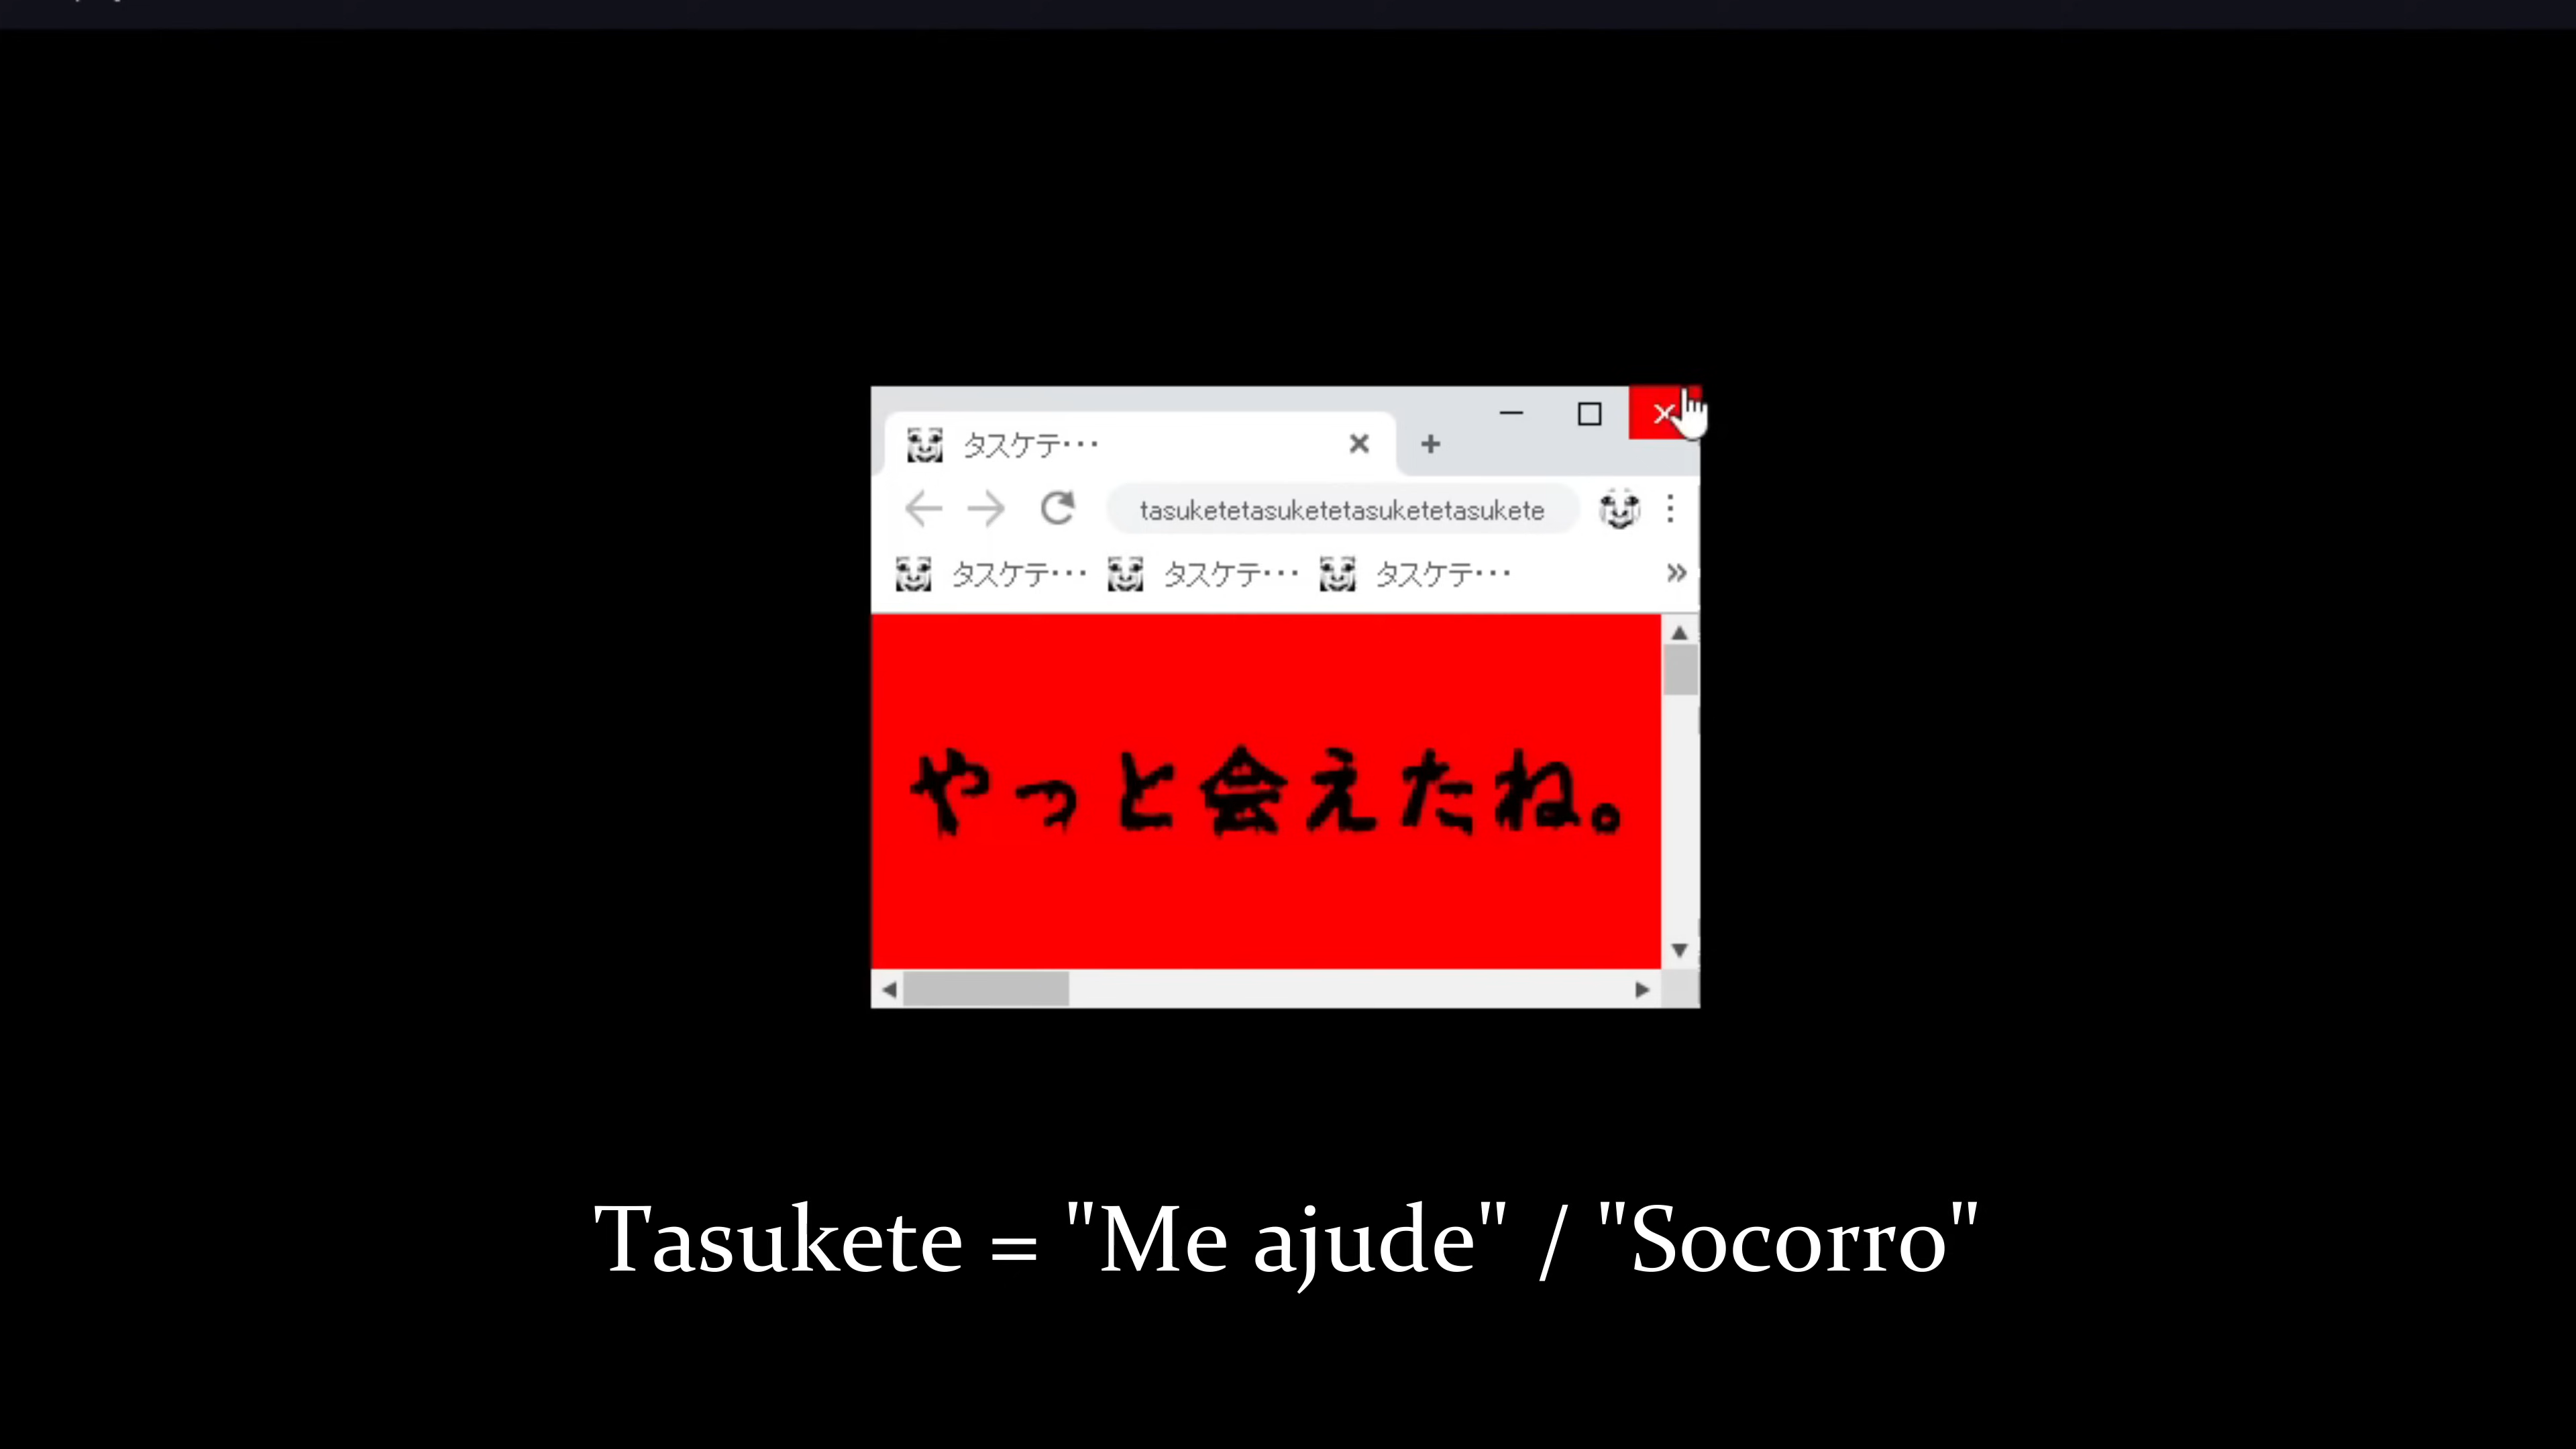 タスケテ･･･
tasuketetasuketetasuketetasukete
タスケテ･･･ タスケテ･･･ タスケテ･･･
やっと会えたね。
Tasukete = "Me ajude" / "Socorro"